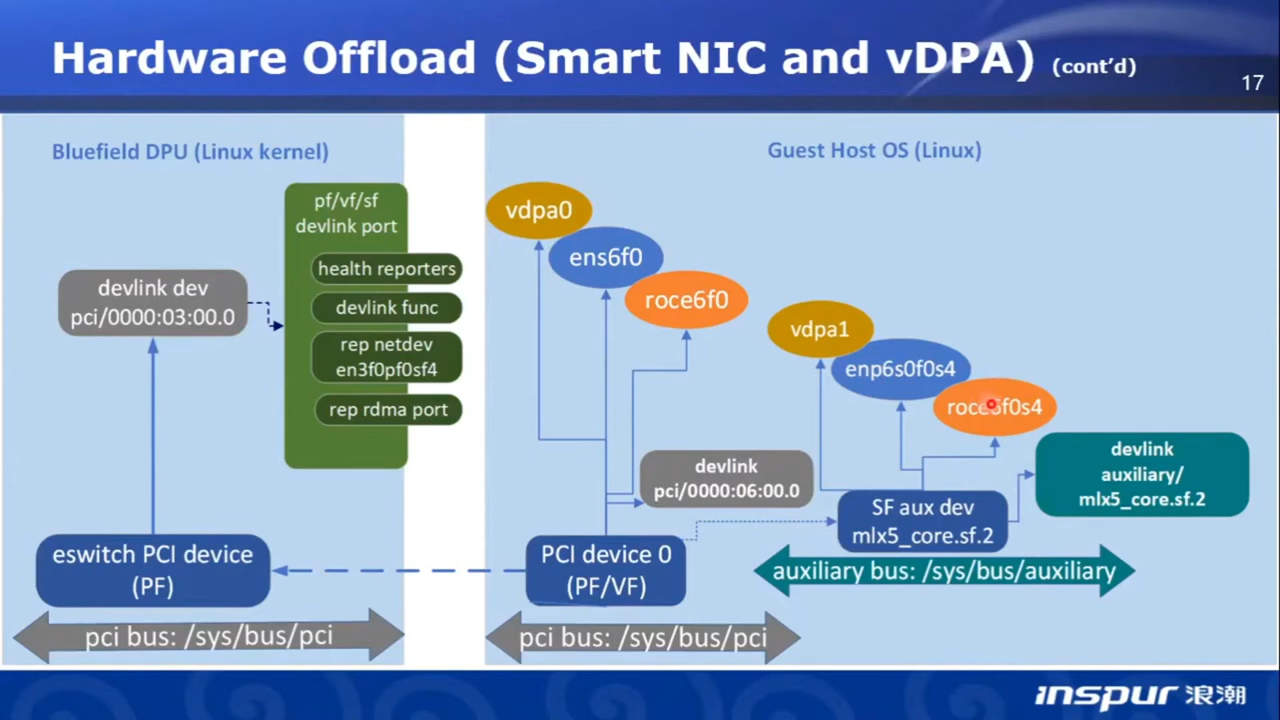 Hardware Offload (Smart NIC and vDPA) (cont'd)
17
Bluefield DPU (Linux kernel)
pf/vf/sf
devlink port
health reporters
devlink func
rep netdev
en3f0pf0sf4
rep rdma port
devlink dev
pci/0000:03:00.0
eswitch PCI device
(PF)
pci bus: /sys/bus/pci
Guest Host OS (Linux)
vdpa0
ens6f0
roce6f0
vdpa1
enp6s0f0s4
roce6f0s4
devlink
pci/0000:06:00.0
devlink
auxiliary/
mlx5_core.sf.2
SF aux dev
mlx5_core.sf.2
PCI device 0
(PF/VF)
auxiliary bus: /sys/bus/auxiliary
pci bus: /sys/bus/pci
inspur 浪潮